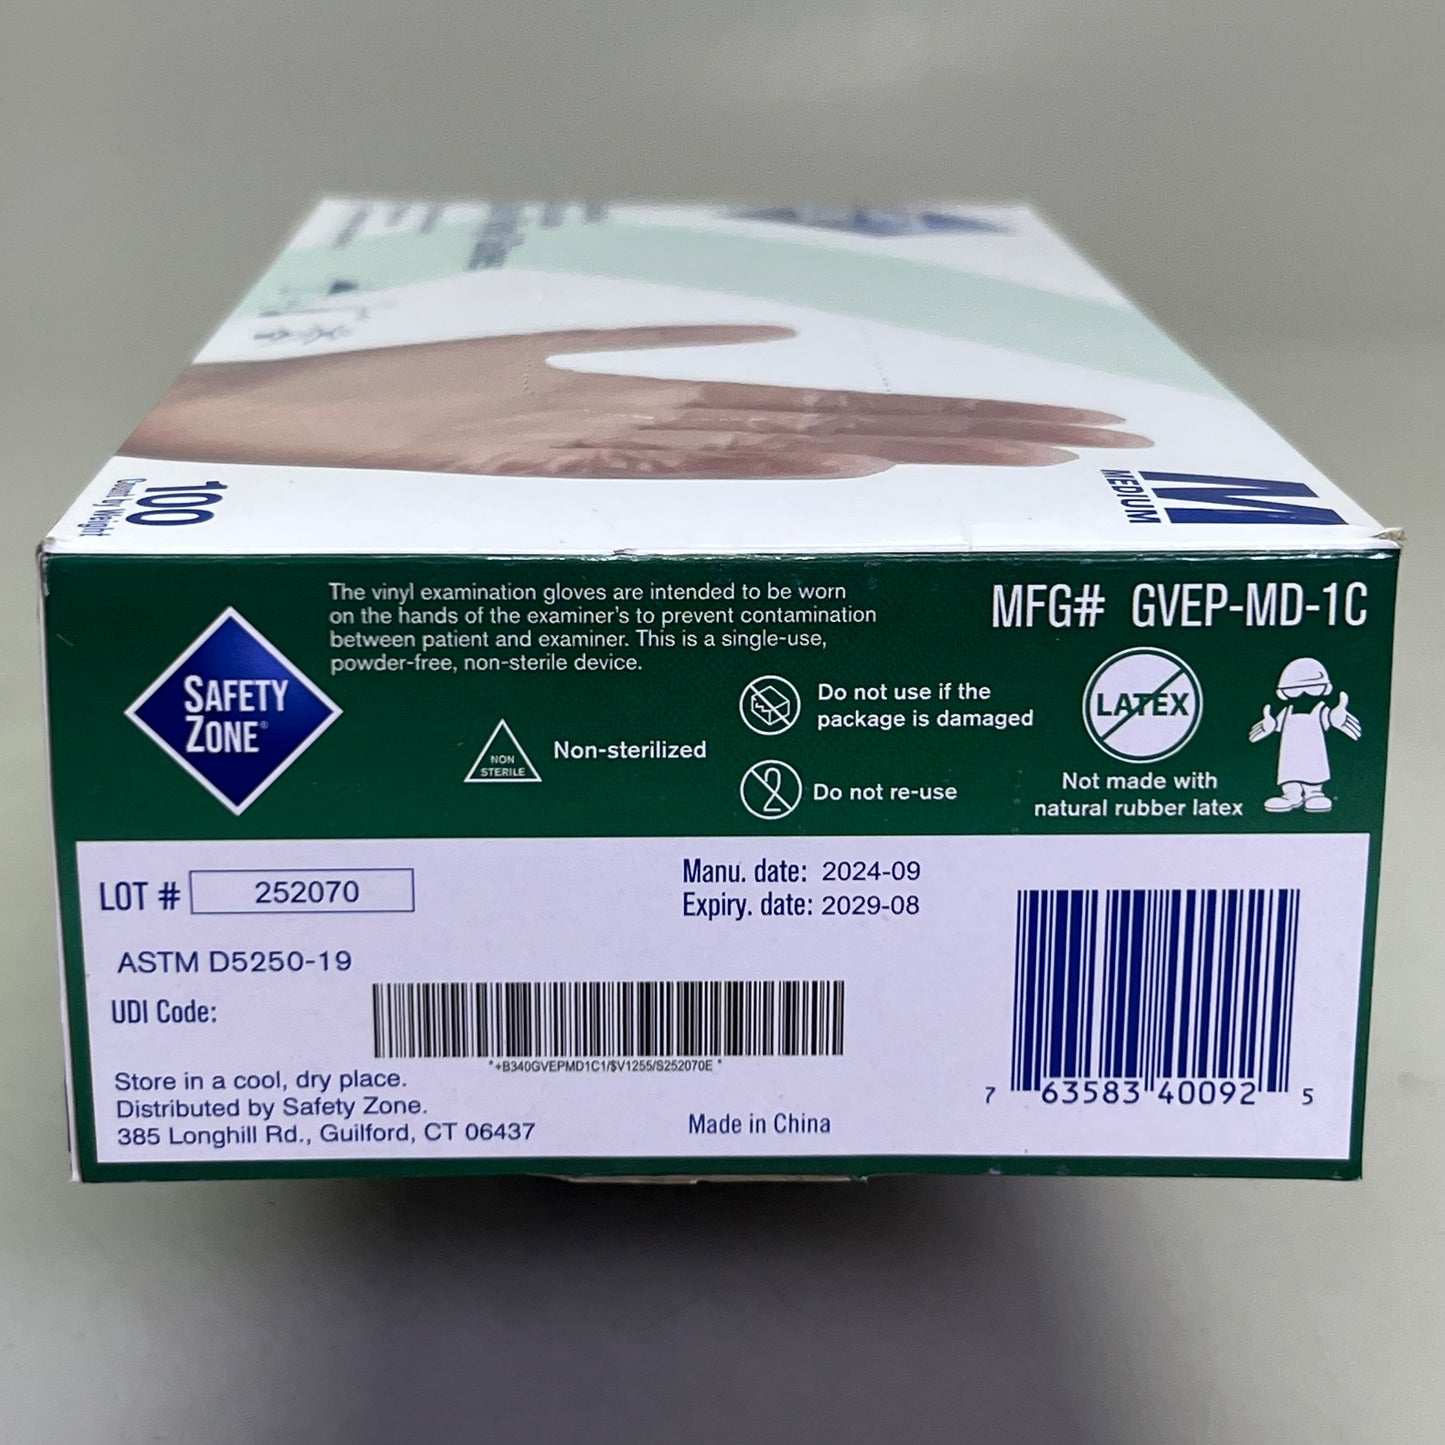 100
Count by Weight
M
MEDIUM
SAFETY
ZONE®
The vinyl examination gloves are intended to be worn
on the hands of the examiner's to prevent contamination
between patient and examiner. This is a single-use,
powder-free, non-sterile device.
NON
STERILE
Non-sterilized
Do not use if the
package is damaged
2
Do not re-use
MFG# GVEP-MD-1C
LATEX
Not made with
natural rubber latex
LOT # 252070
Manu. date: 2024-09
Expiry. date: 2029-08
ASTM D5250-19
UDI Code:
*+B340GVEPMD1C1/$V1255/S252070E*
Store in a cool, dry place.
Distributed by Safety Zone.
385 Longhill Rd., Guilford, CT 06437
Made in China
7 63583 40092 5